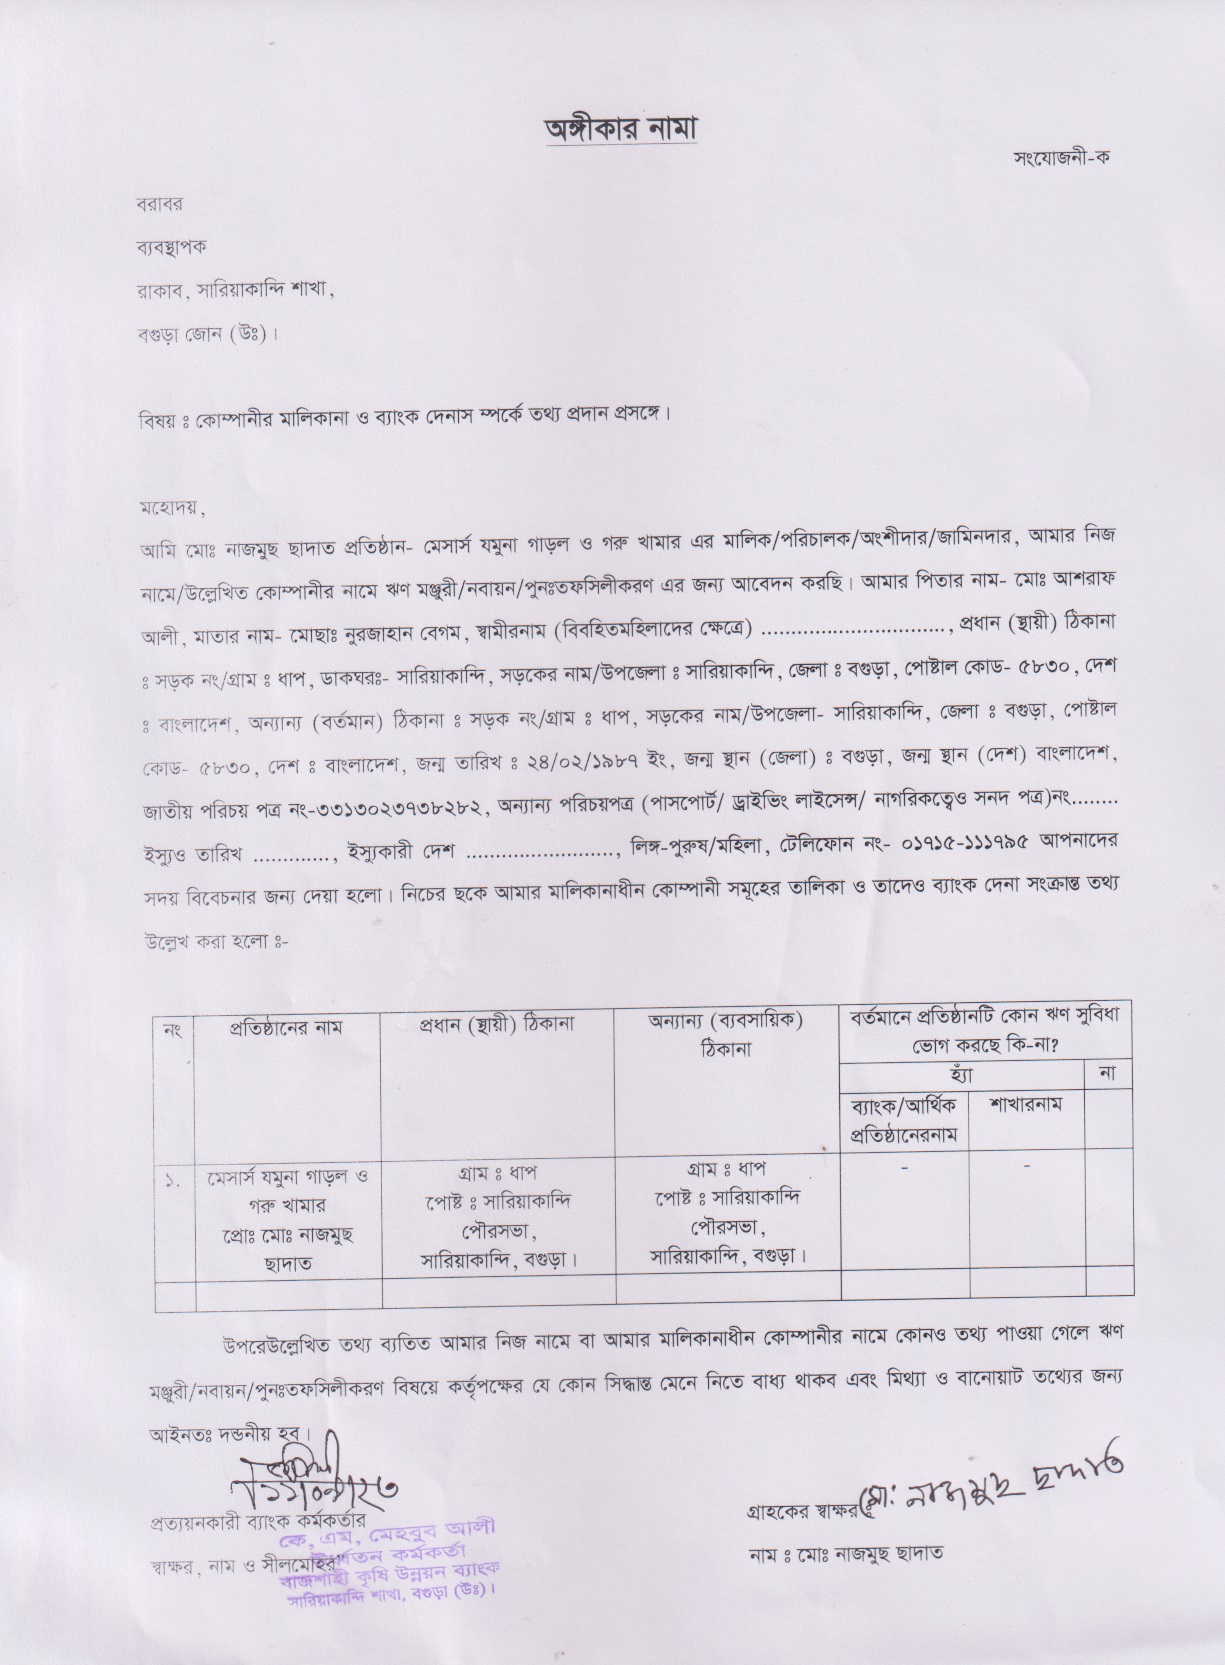 অঙ্গীকার নামা
সংযোজনী-ক
বরাবর
ব্যবস্থাপক
রাকাব, সারিয়াকান্দি শাখা,
বগুড়া জোন (উঃ)।
বিষয় ঃ কোম্পানীর মালিকানা ও ব্যাংক দেনাস ম্পর্কে তথ্য প্রদান প্রসঙ্গে।
মহোদয়,
আমি মোঃ নাজমুছ ছাদাত প্রতিষ্ঠান- মেসার্স যমুনা গাড়ল ও গরু খামার এর মালিক/পরিচালক/অংশীদার/জামিনদার, আমার নিজ
নামে/উল্লেখিত কোম্পানীর নামে ঋণ মঞ্জুরী/নবায়ন/পুনঃতফসিলীকরণ এর জন্য আবেদন করছি। আমার পিতার নাম- মোঃ আশরাফ
আলী, মাতার নাম- মোছাঃ নুরজাহান বেগম, স্বামীরনাম (বিবহিতমহিলাদের ক্ষেত্রে) ..............................., প্রধান (স্থায়ী) ঠিকানা
ঃ সড়ক নং/গ্রাম ঃ ধাপ, ডাকঘরঃ- সারিয়াকান্দি, সড়কের নাম/উপজেলা ঃ সারিয়াকান্দি, জেলা ঃ বগুড়া, পোষ্টাল কোড- ৫৮৩০, দেশ
ঃ বাংলাদেশ, অন্যান্য (বর্তমান) ঠিকানা ঃ সড়ক নং/গ্রাম ঃ ধাপ, সড়কের নাম/উপজেলা- সারিয়াকান্দি, জেলা ঃ বগুড়া, পোষ্টাল
কোড- ৫৮৩০, দেশ ঃ বাংলাদেশ, জন্ম তারিখ ঃ ২৪/০২/১৯৮৭ ইং, জন্ম স্থান (জেলা) ঃ বগুড়া, জন্ম স্থান (দেশ) বাংলাদেশ,
জাতীয় পরিচয় পত্র নং-৩৩১৩০২৩৭৩৮২৮২, অন্যান্য পরিচয়পত্র (পাসপোর্ট/ ড্রাইভিং লাইসেন্স/ নাগরিকত্বেও সনদ পত্র)নং........
ইস্যুও তারিখ ............., ইস্যুকারী দেশ ........................., লিঙ্গ-পুরুষ/মহিলা, টেলিফোন নং- ০১৭১৫-১১১৭৯৫ আপনাদের
সদয় বিবেচনার জন্য দেয়া হলো। নিচের ছকে আমার মালিকানাধীন কোম্পানী সমূহের তালিকা ও তাদেও ব্যাংক দেনা সংক্রান্ত তথ্য
উল্লেখ করা হলো ঃ-
নং প্রতিষ্ঠানের নাম প্রধান (স্থায়ী) ঠিকানা অন্যান্য (ব্যবসায়িক) বর্তমানে প্রতিষ্ঠানটি কোন ঋণ সুবিধা
ঠিকানা ভোগ করছে কি-না?
হ্যাঁ না
ব্যাংক/আর্থিক শাখারনাম
প্রতিষ্ঠানেরনাম
১. মেসার্স যমুনা গাড়ল ও গ্রাম ঃ ধাপ গ্রাম ঃ ধাপ - -
গরু খামার পোষ্ট ঃ সারিয়াকান্দি পোষ্ট ঃ সারিয়াকান্দি
প্রোঃ মোঃ নাজমুছ পৌরসভা, পৌরসভা,
ছাদাত সারিয়াকান্দি, বগুড়া। সারিয়াকান্দি, বগুড়া।
উপরেউল্লেখিত তথ্য ব্যতিত আমার নিজ নামে বা আমার মালিকানাধীন কোম্পানীর নামে কোনও তথ্য পাওয়া গেলে ঋণ
মঞ্জুরী/নবায়ন/পুনঃতফসিলীকরণ বিষয়ে কর্তৃপক্ষের যে কোন সিদ্ধান্ত মেনে নিতে বাধ্য থাকব এবং মিথ্যা ও বানোয়াট তথ্যের জন্য
আইনতঃ দন্ডনীয় হব।
প্রত্যয়নকারী ব্যাংক কর্মকর্তার
স্বাক্ষর, নাম ও সীলমোহর
কে, এম, মেহবুব আলী
উর্দ্ধতন কর্মকর্তা
রাজশাহী কৃষি উন্নয়ন ব্যাংক
সারিয়াকান্দি শাখা, বগুড়া (উঃ)।
গ্রাহকের স্বাক্ষর ঃ মোঃ নাজমুছ ছাদাত
নাম ঃ মোঃ নাজমুছ ছাদাত